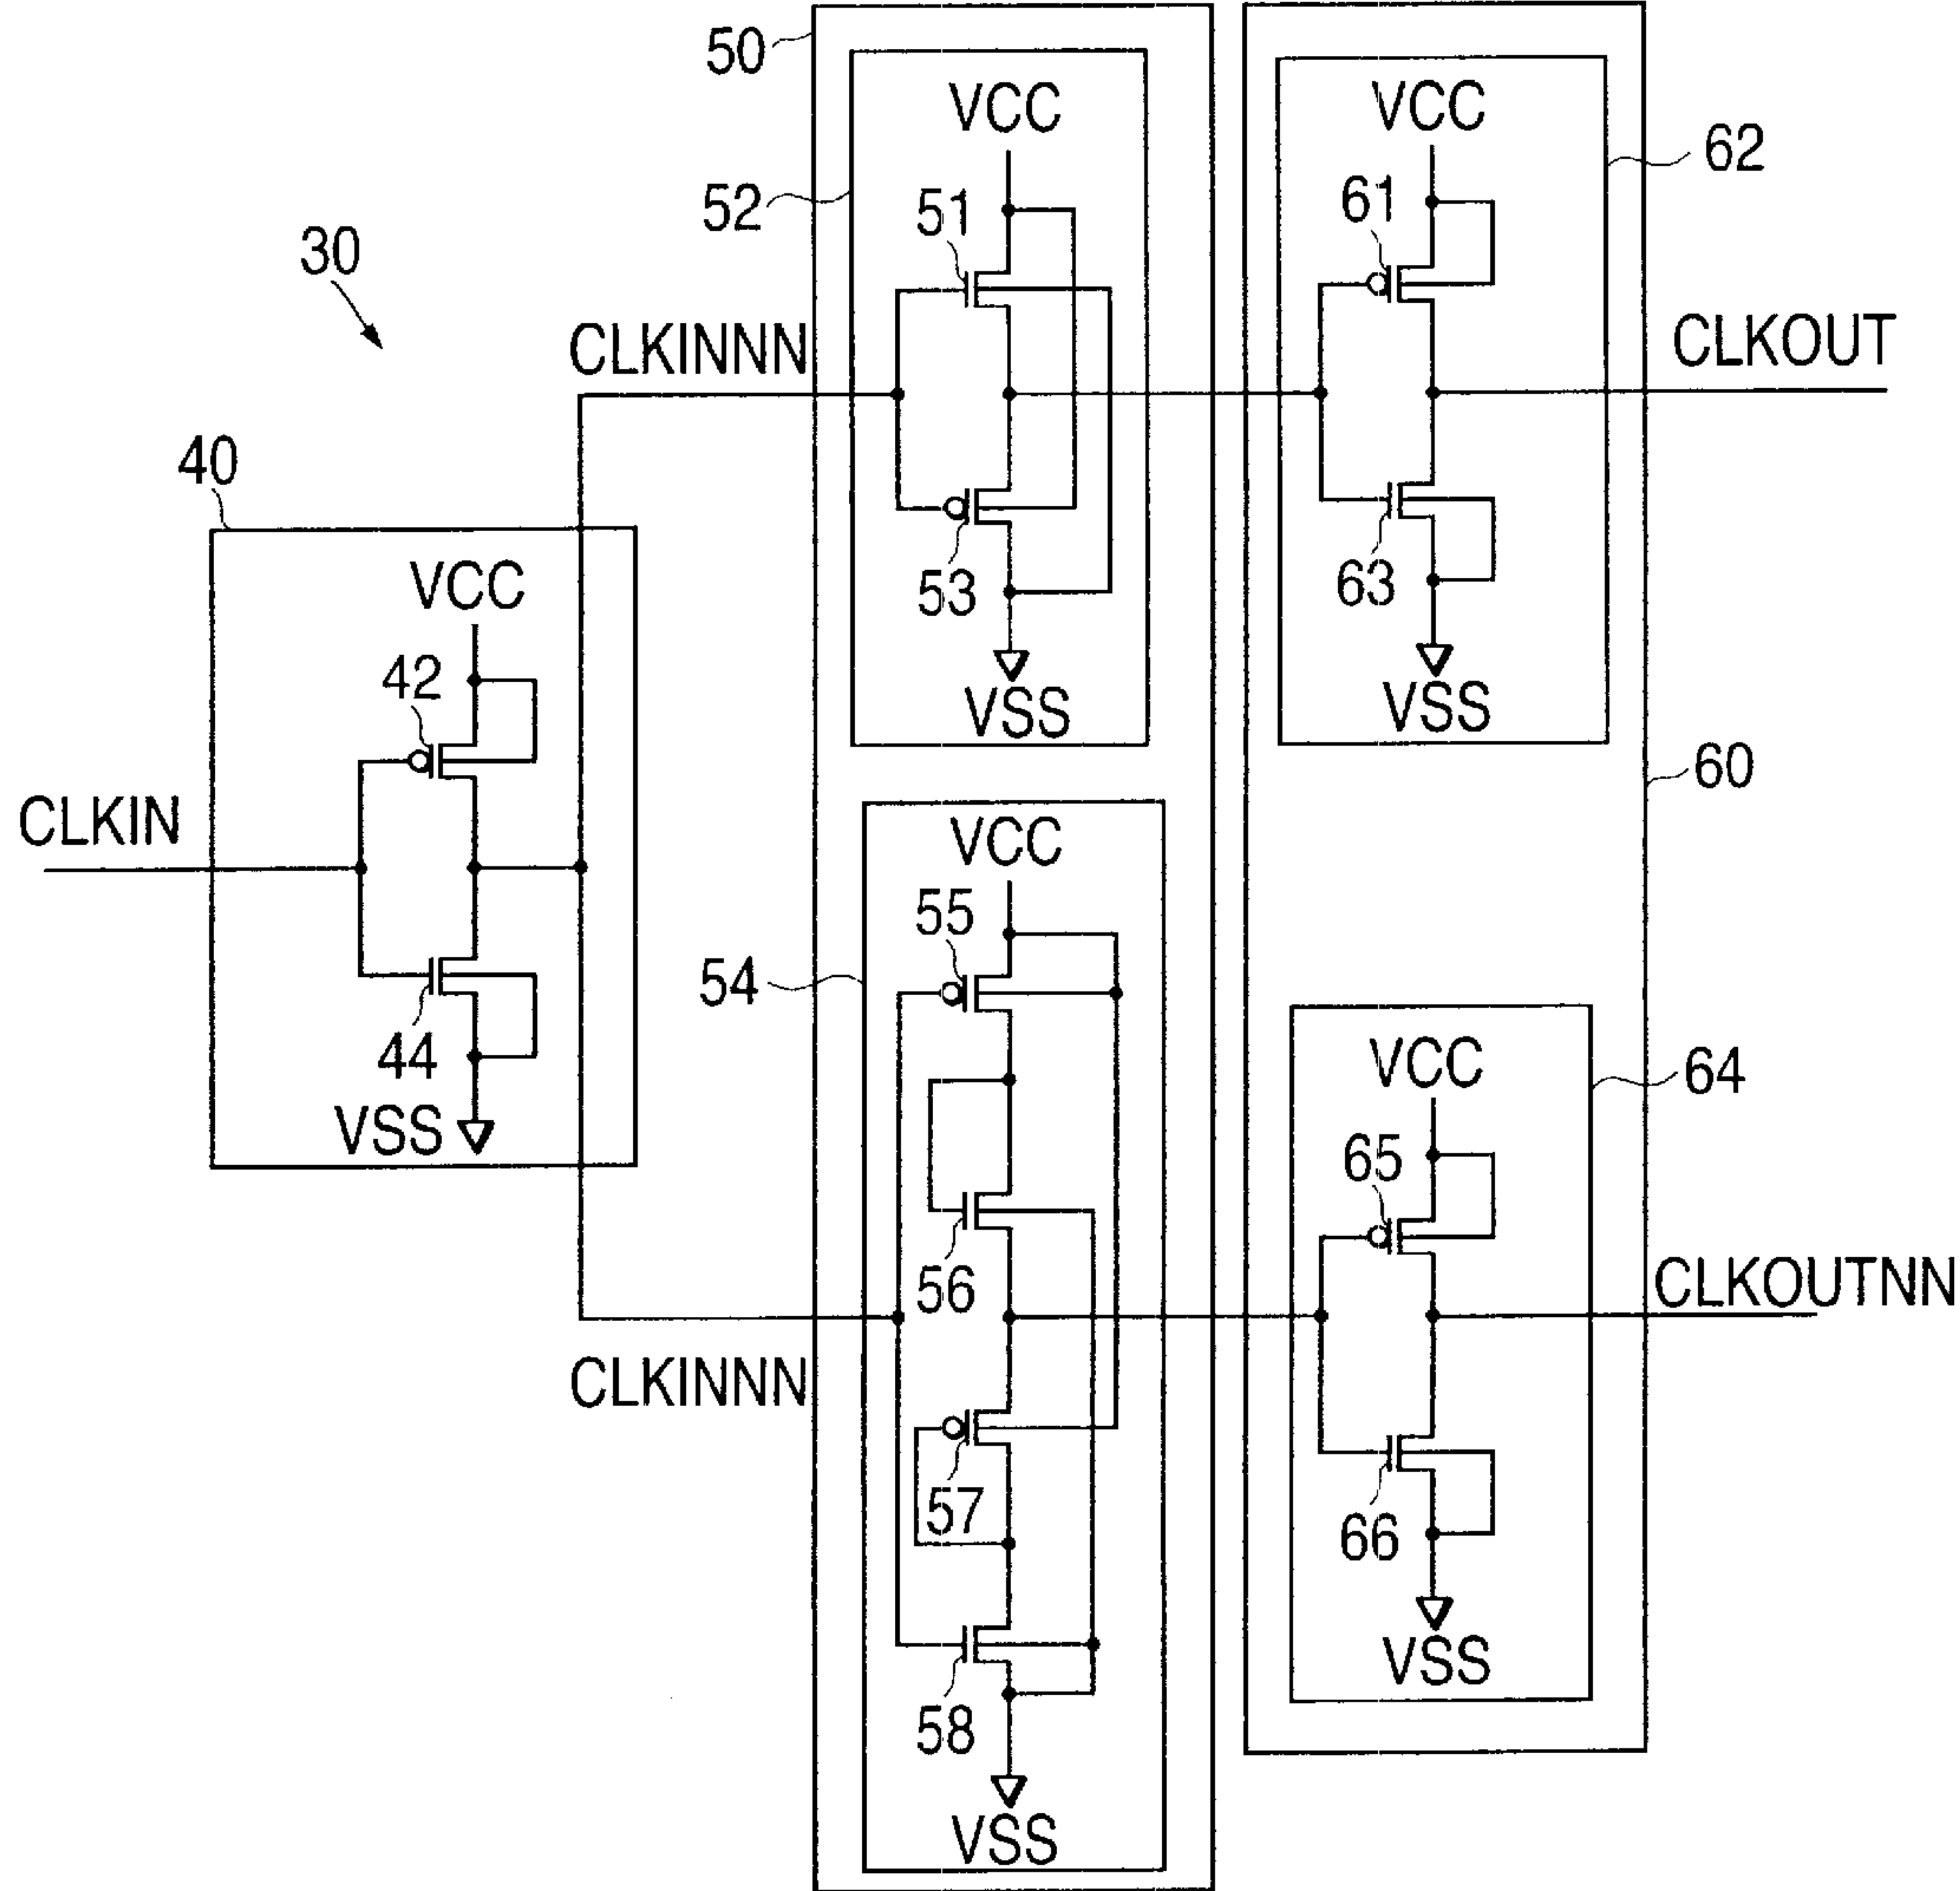 30
40
CLKIN
VCC
42
44
VSS
CLKINNN
CLKINNN
50
52
VCC
51
53
VSS
54
VCC
55
56
57
58
VSS
60
62
VCC
61
63
VSS
CLKOUT
64
VCC
65
66
VSS
CLKOUTNN